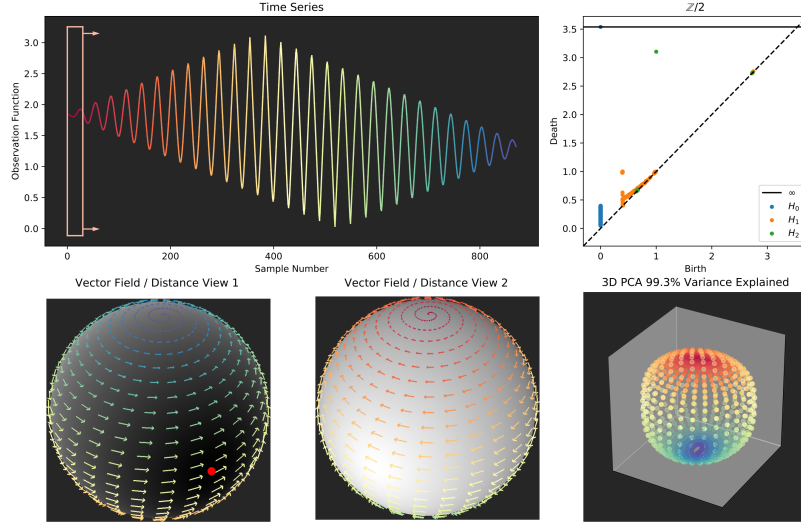 Time Series
Observation Function
3.0
2.5
2.0
1.5
1.0
0.5
0.0
0
200
400
600
800
Sample Number
ℤ/2
Death
3.5
3.0
2.5
2.0
1.5
1.0
0.5
0.0
∞
H₀
H₁
H₂
0
1
2
3
Birth
Vector Field / Distance View 1
Vector Field / Distance View 2
3D PCA 99.3% Variance Explained